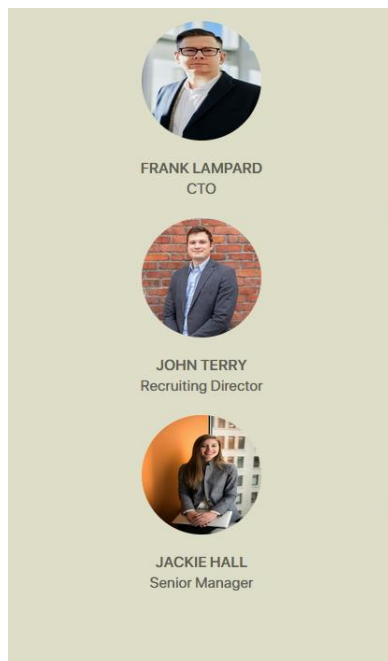 FRANK LAMPARD
CTO
JOHN TERRY
Recruiting Director
JACKIE HALL
Senior Manager